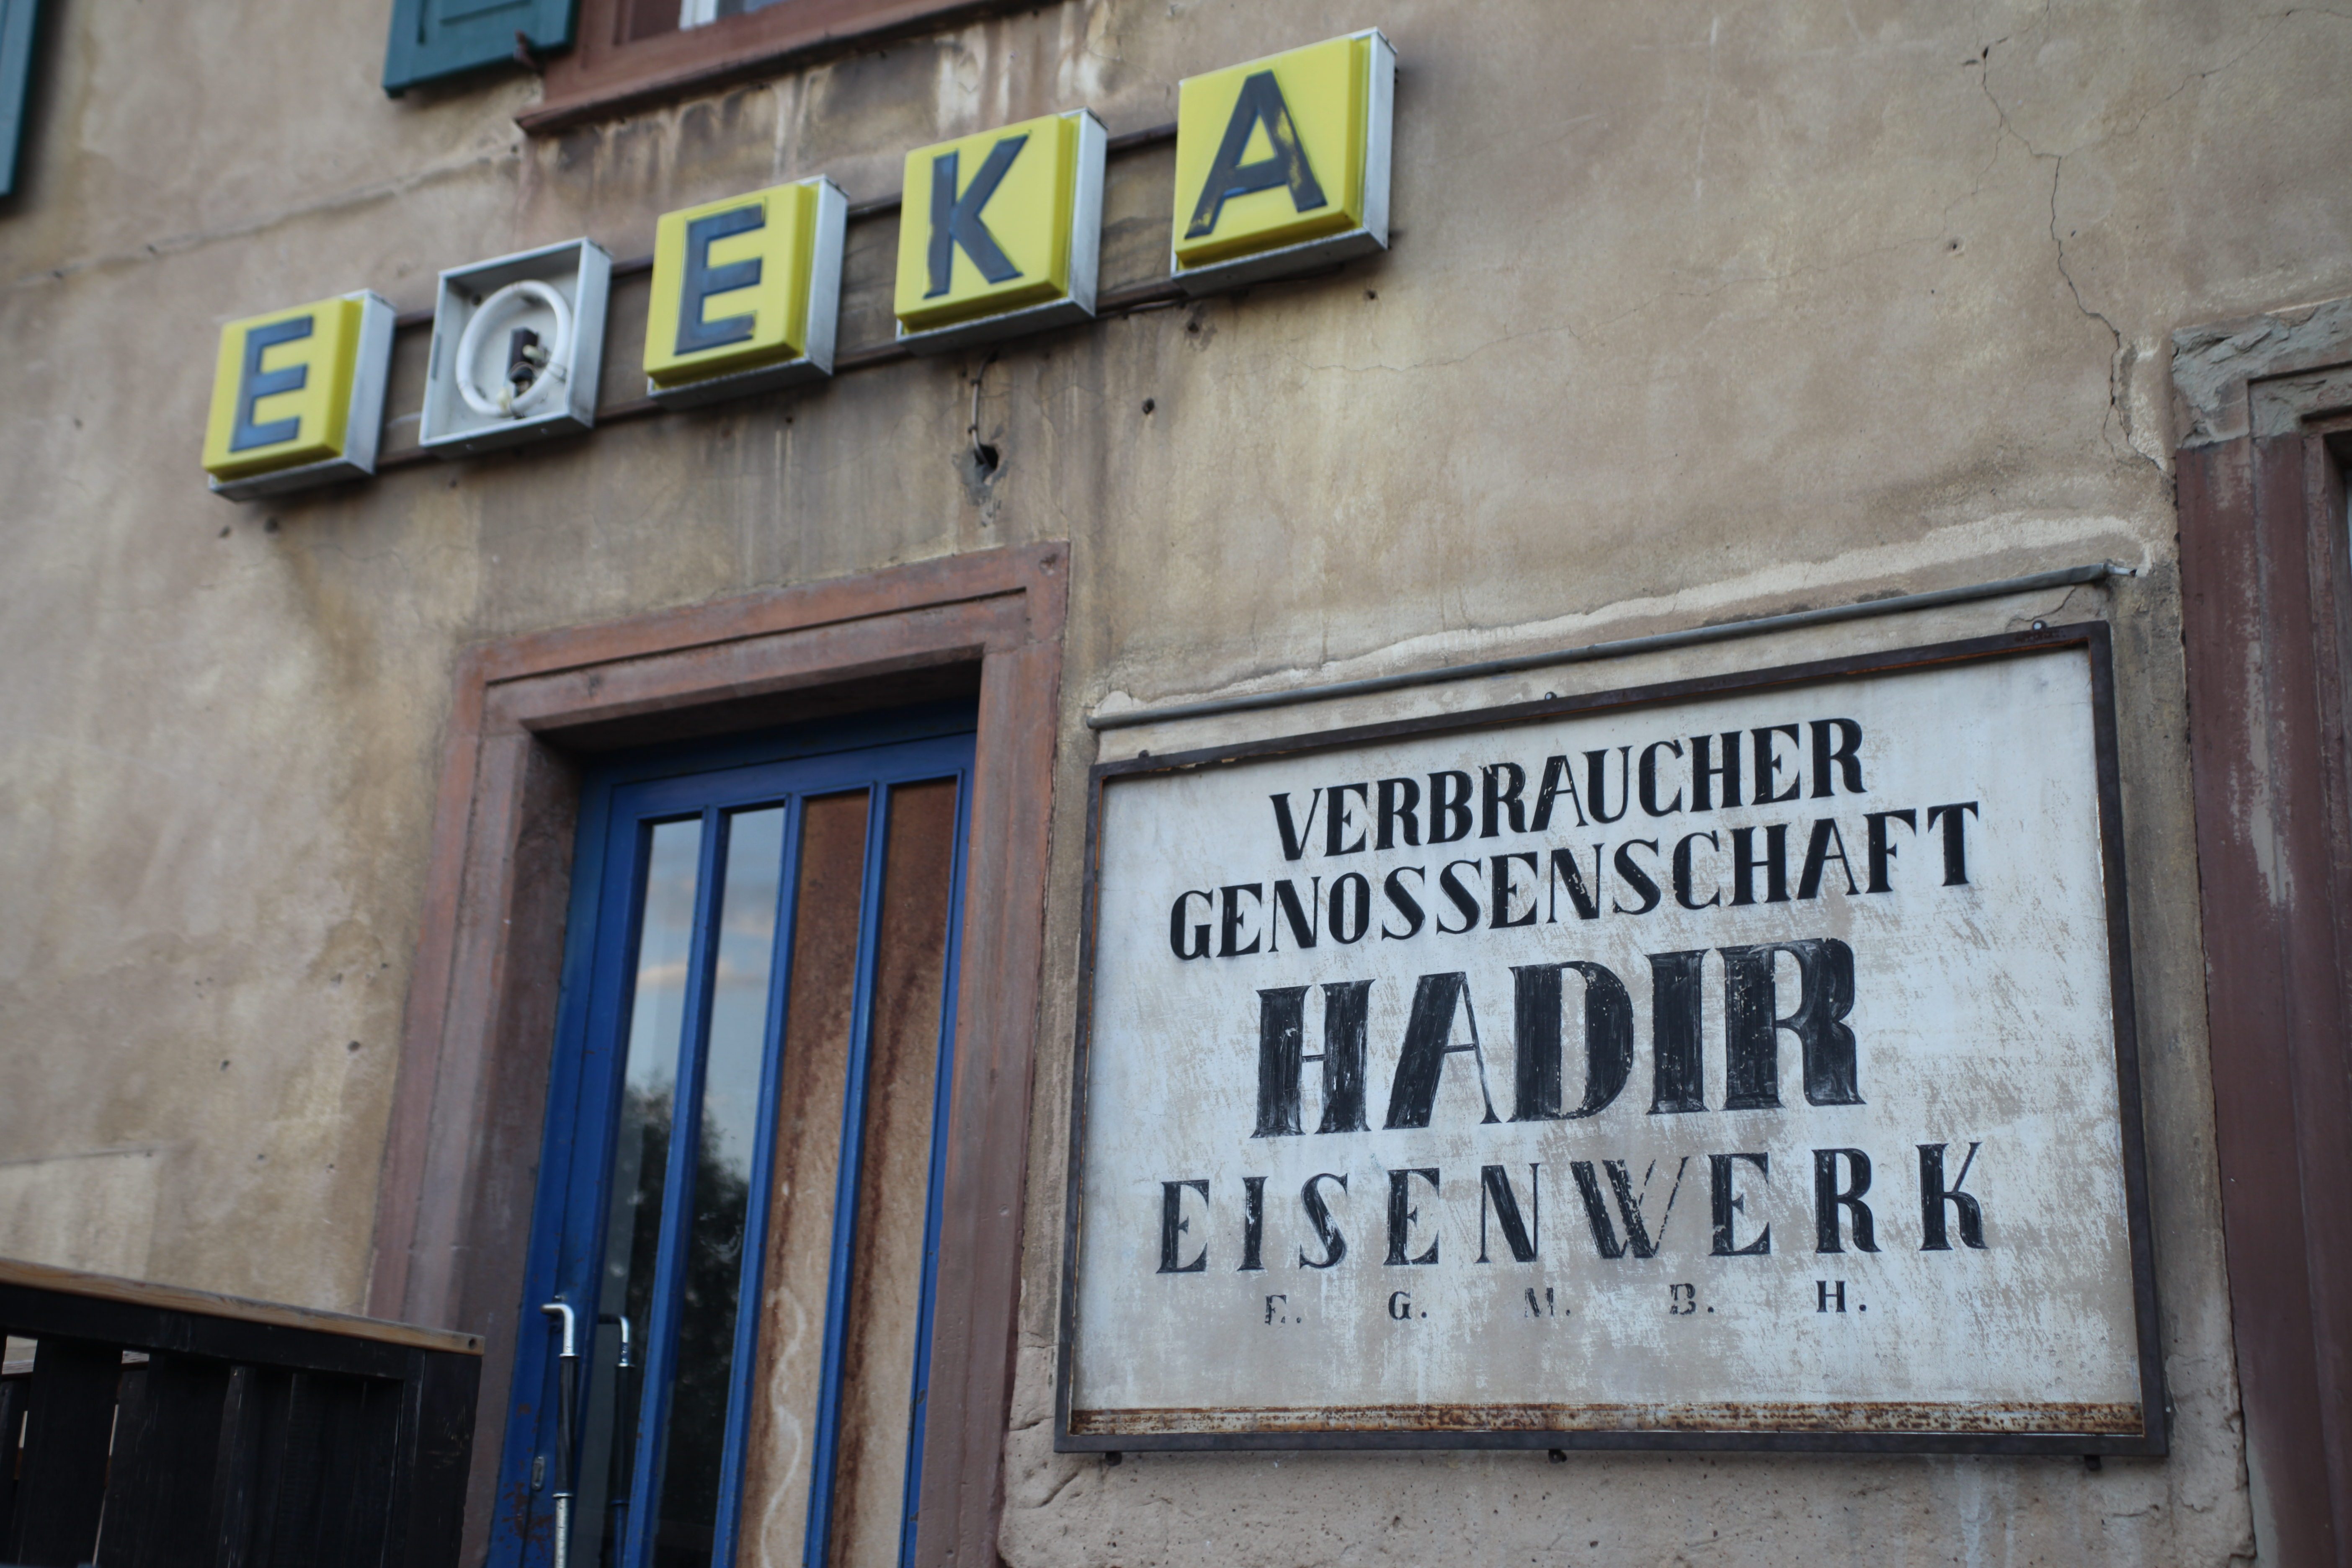 E EKA
VERBRAUCHER
GENOSSENSCHAFT
HADIR
EISENWERK
E. G. M. B. H.